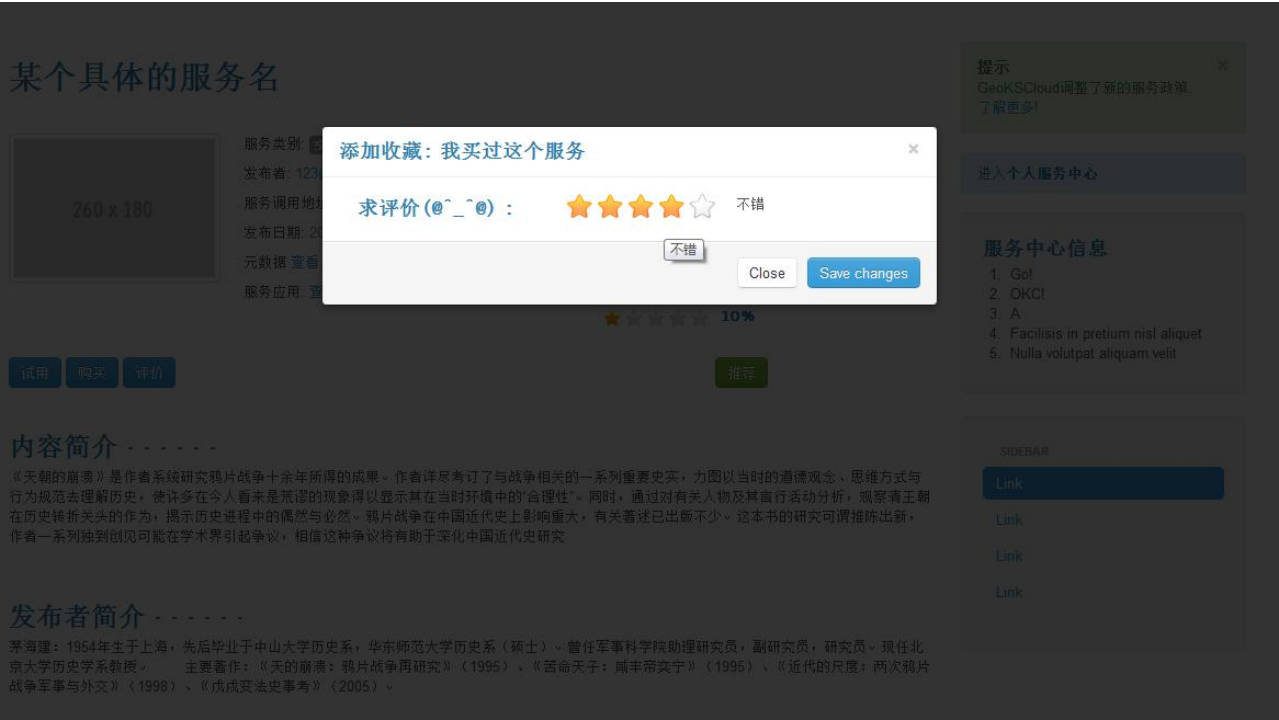 某个具体的服务名
提示
×
GeoKSCloud调整了新的服务政策
了解更多!
进入个人服务中心
260 x 180
服务类别:
发布者: 123
服务调用地
发布日期: 20
元数据 查看
服务应用:
添加收藏: 我买过这个服务
×
求评价(@^_^@) :
不错
不错
Close
Save changes
10%
服务中心信息
1. Go!
2. OKC!
3. A
4. Facilisis in pretium nisl aliquet
5. Nulla volutpat aliquam velit
试用
购买
评价
推荐
SIDEBAR
Link
Link
Link
Link
内容简介 - - - - - -
《天朝的崩溃》是作者系统研究鸦片战争十余年所得的成果。作者详尽考订了与战争相关的一系列重要史实，力图以当时的道德观念、思维方式与
行为规范去理解历史，使许多在今人看来是荒谬的现象得以显示其在当时环境中的“合理性”。同时，通过对有关人物及其言行活动分析，观察清王朝
在历史转折关头的作为，揭示历史进程中的偶然与必然。鸦片战争在中国近代史上影响重大，有关著述已出版不少。这本书的研究可谓推陈出新，
作者一系列独到创见可能在学术界引起争议，相信这种争议将有助于深化中国近代史研究
发布者简介 - - - - - -
茅海建：1954年生于上海，先后毕业于中山大学历史系，华东师范大学历史系（硕士）。曾任军事科学院助理研究员，副研究员，研究员。现任北
京大学历史学系教授。 主要著作：《天的崩溃：鸦片战争再研究》（1995）、《苦命天子：咸丰帝奕宁》（1995）、《近代的尺度：两次鸦片
战争军事与外交》（1998）、《戊戌变法史事考》（2005）。